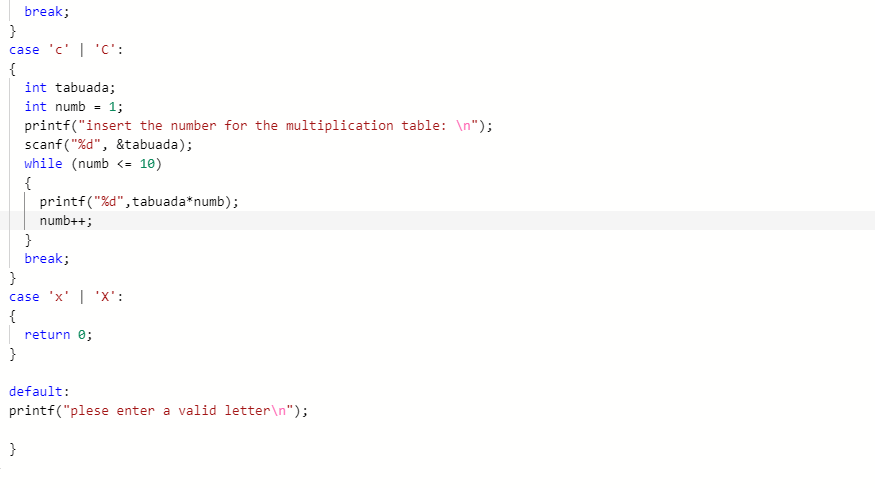 break;
}
case 'c' | 'C':
{
int tabuada;
int numb = 1;
printf("insert the number for the multiplication table: \n");
scanf("%d", &tabuada);
while (numb <= 10)
{
printf("%d",tabuada*numb);
numb++;
}
break;
}
case 'x' | 'X':
{
return 0;
}
default:
printf("plese enter a valid letter\n");
}